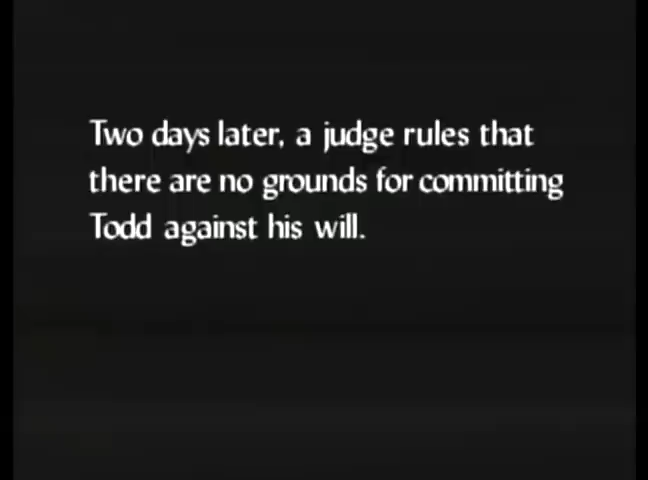 Two days later, a judge rules that
there are no grounds for committing
Todd against his will.